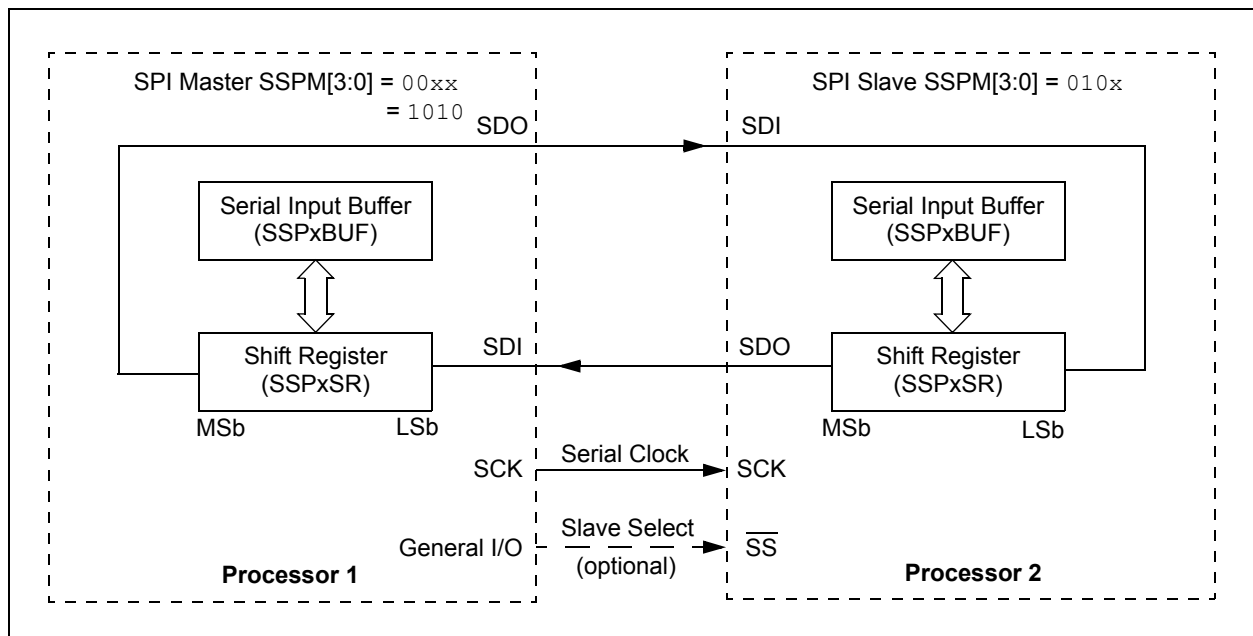 SPI Master SSPM[3:0] = 00xx
= 1010
SDO
Serial Input Buffer
(SSPxBUF)
Shift Register
(SSPxSR)
MSb
LSb
SDI
SCK
General I/O
Processor 1
Serial Clock
Slave Select
(optional)
SPI Slave SSPM[3:0] = 010x
SDI
Serial Input Buffer
(SSPxBUF)
SDO
Shift Register
(SSPxSR)
MSb
LSb
SCK
S̅S̅
Processor 2